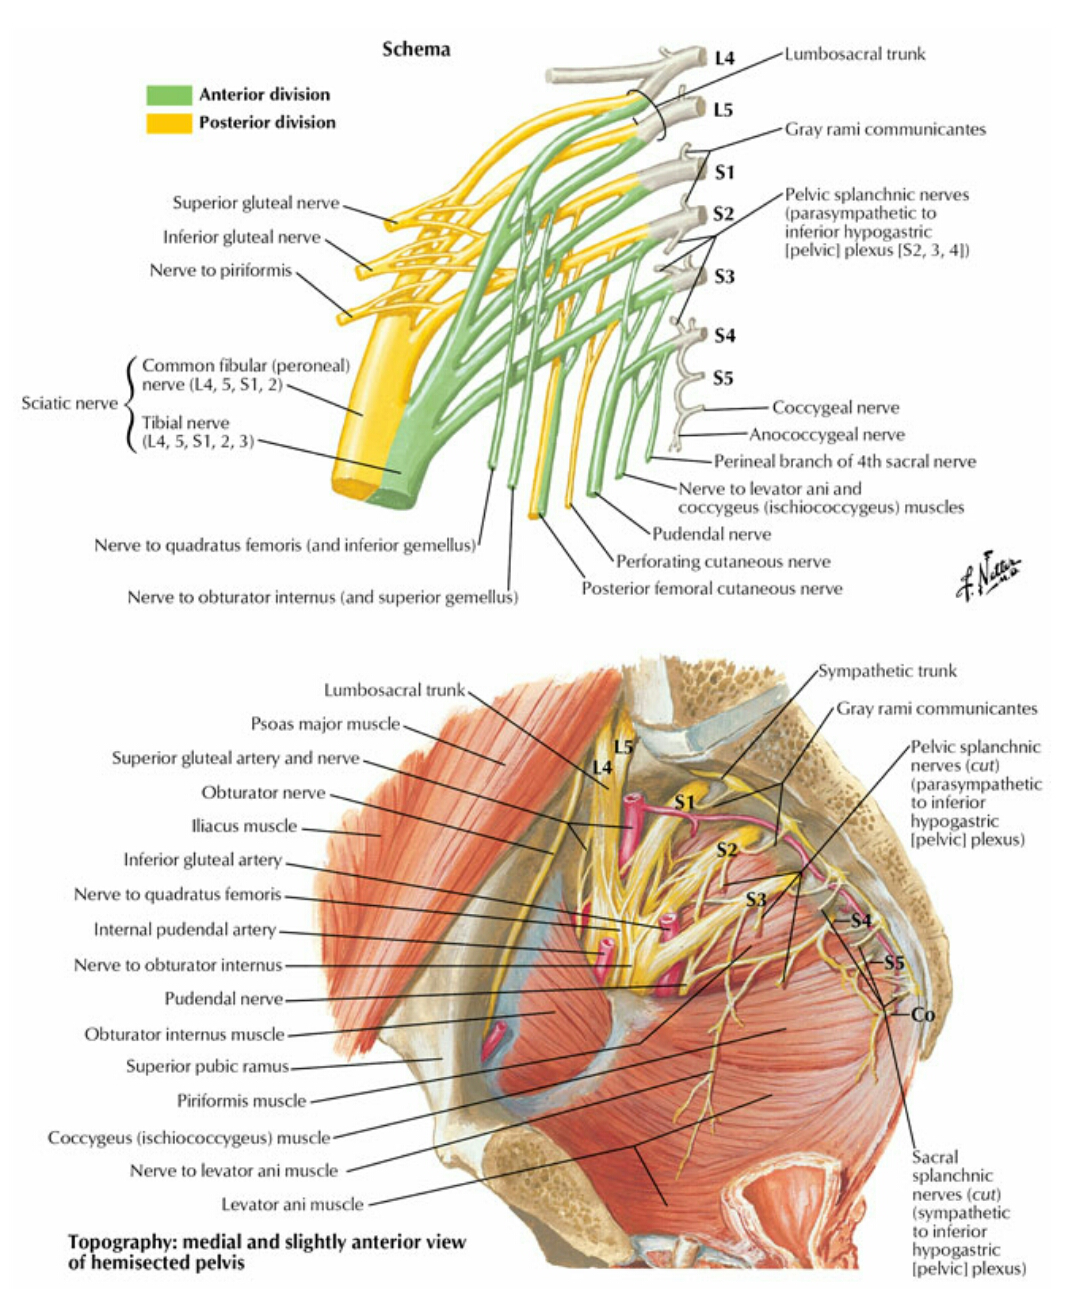 Schema
Anterior division
Posterior division
L4
L5
S1
S2
S3
S4
S5
Lumbosacral trunk
Gray rami communicantes
Pelvic splanchnic nerves
(parasympathetic to
inferior hypogastric
[pelvic] plexus [S2, 3, 4])
Superior gluteal nerve
Inferior gluteal nerve
Nerve to piriformis
Sciatic nerve
Common fibular (peroneal)
nerve (L4, 5, S1, 2)
Tibial nerve
(L4, 5, S1, 2, 3)
Coccygeal nerve
Anococcygeal nerve
Perineal branch of 4th sacral nerve
Nerve to levator ani and
coccygeus (ischiococcygeus) muscles
Pudendal nerve
Perforating cutaneous nerve
Posterior femoral cutaneous nerve
Nerve to quadratus femoris (and inferior gemellus)
Nerve to obturator internus (and superior gemellus)
F. Netter
M.D.
Lumbosacral trunk
Psoas major muscle
Superior gluteal artery and nerve
Obturator nerve
Iliacus muscle
Inferior gluteal artery
Nerve to quadratus femoris
Internal pudendal artery
Nerve to obturator internus
Pudendal nerve
Obturator internus muscle
Superior pubic ramus
Piriformis muscle
Coccygeus (ischiococcygeus) muscle
Nerve to levator ani muscle
Levator ani muscle
L5
L4
S1
S2
S3
S4
S5
Co
Sympathetic trunk
Gray rami communicantes
Pelvic splanchnic
nerves (cut)
(parasympathetic
to inferior
hypogastric
[pelvic] plexus)
Sacral
splanchnic
nerves (cut)
(sympathetic
to inferior
hypogastric
[pelvic] plexus)
Topography: medial and slightly anterior view
of hemisected pelvis